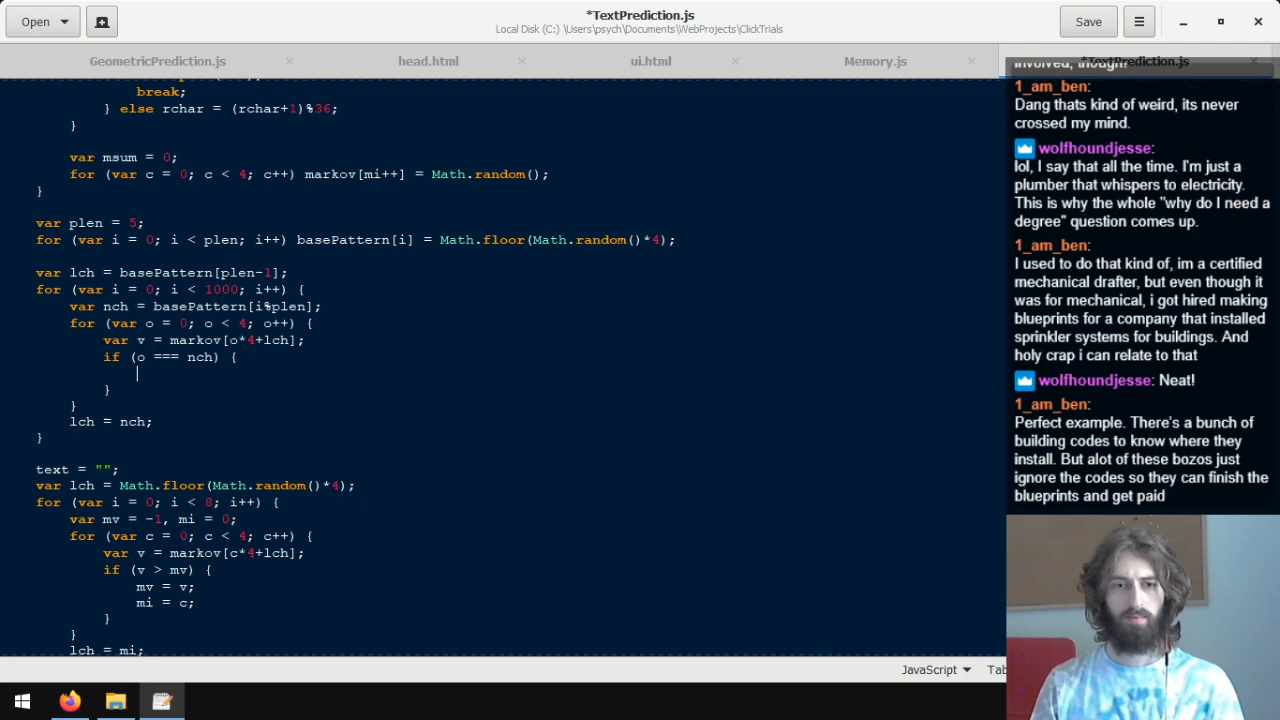 Open
*TextPrediction.js
Local Disk (C:) \Users\psych\Documents\WebProjects\ClickTrials
Save
GeometricPrediction.js
head.html
ui.html
Memory.js
*TextPrediction.js
break;
} else rchar = (rchar+1)%36;
}
var msum = 0;
for (var c = 0; c < 4; c++) markov[mi++] = Math.random();
}
var plen = 5;
for (var i = 0; i < plen; i++) basePattern[i] = Math.floor(Math.random()*4);
var lch = basePattern[plen-1];
for (var i = 0; i < 1000; i++) {
var nch = basePattern[i%plen];
for (var o = 0; o < 4; o++) {
var v = markov[o*4+lch];
if (o === nch) {
}
}
lch = nch;
}
text = "";
var lch = Math.floor(Math.random()*4);
for (var i = 0; i < 8; i++) {
var mv = -1, mi = 0;
for (var c = 0; c < 4; c++) {
var v = markov[c*4+lch];
if (v > mv) {
mv = v;
mi = c;
}
}
lch = mi;
involved, though!
1_am_ben:
Dang thats kind of weird, its never
crossed my mind.
wolfhoundjesse:
lol, I say that all the time. I'm just a
plumber that whispers to electricity.
This is why the whole "why do I need a
degree" question comes up.
1_am_ben:
I used to do that kind of, im a certified
mechanical drafter, but even though it
was for mechanical, i got hired making
blueprints for a company that installed
sprinkler systems for buildings. And
holy crap i can relate to that
wolfhoundjesse: Neat!
1_am_ben:
Perfect example. There's a bunch of
building codes to know where they
install. But alot of these bozos just
ignore the codes so they can finish the
blueprints and get paid
JavaScript
Tab